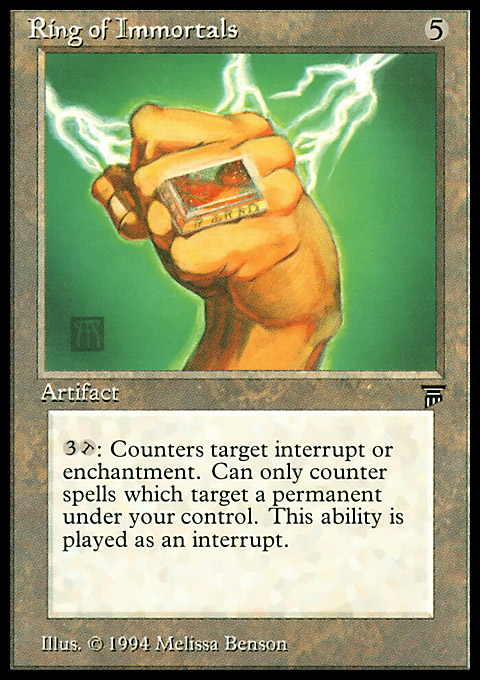 Ring of Immortals 5
Artifact
3: Counters target interrupt or
enchantment. Can only counter
spells which target a permanent
under your control. This ability is
played as an interrupt.
Illus. © 1994 Melissa Benson